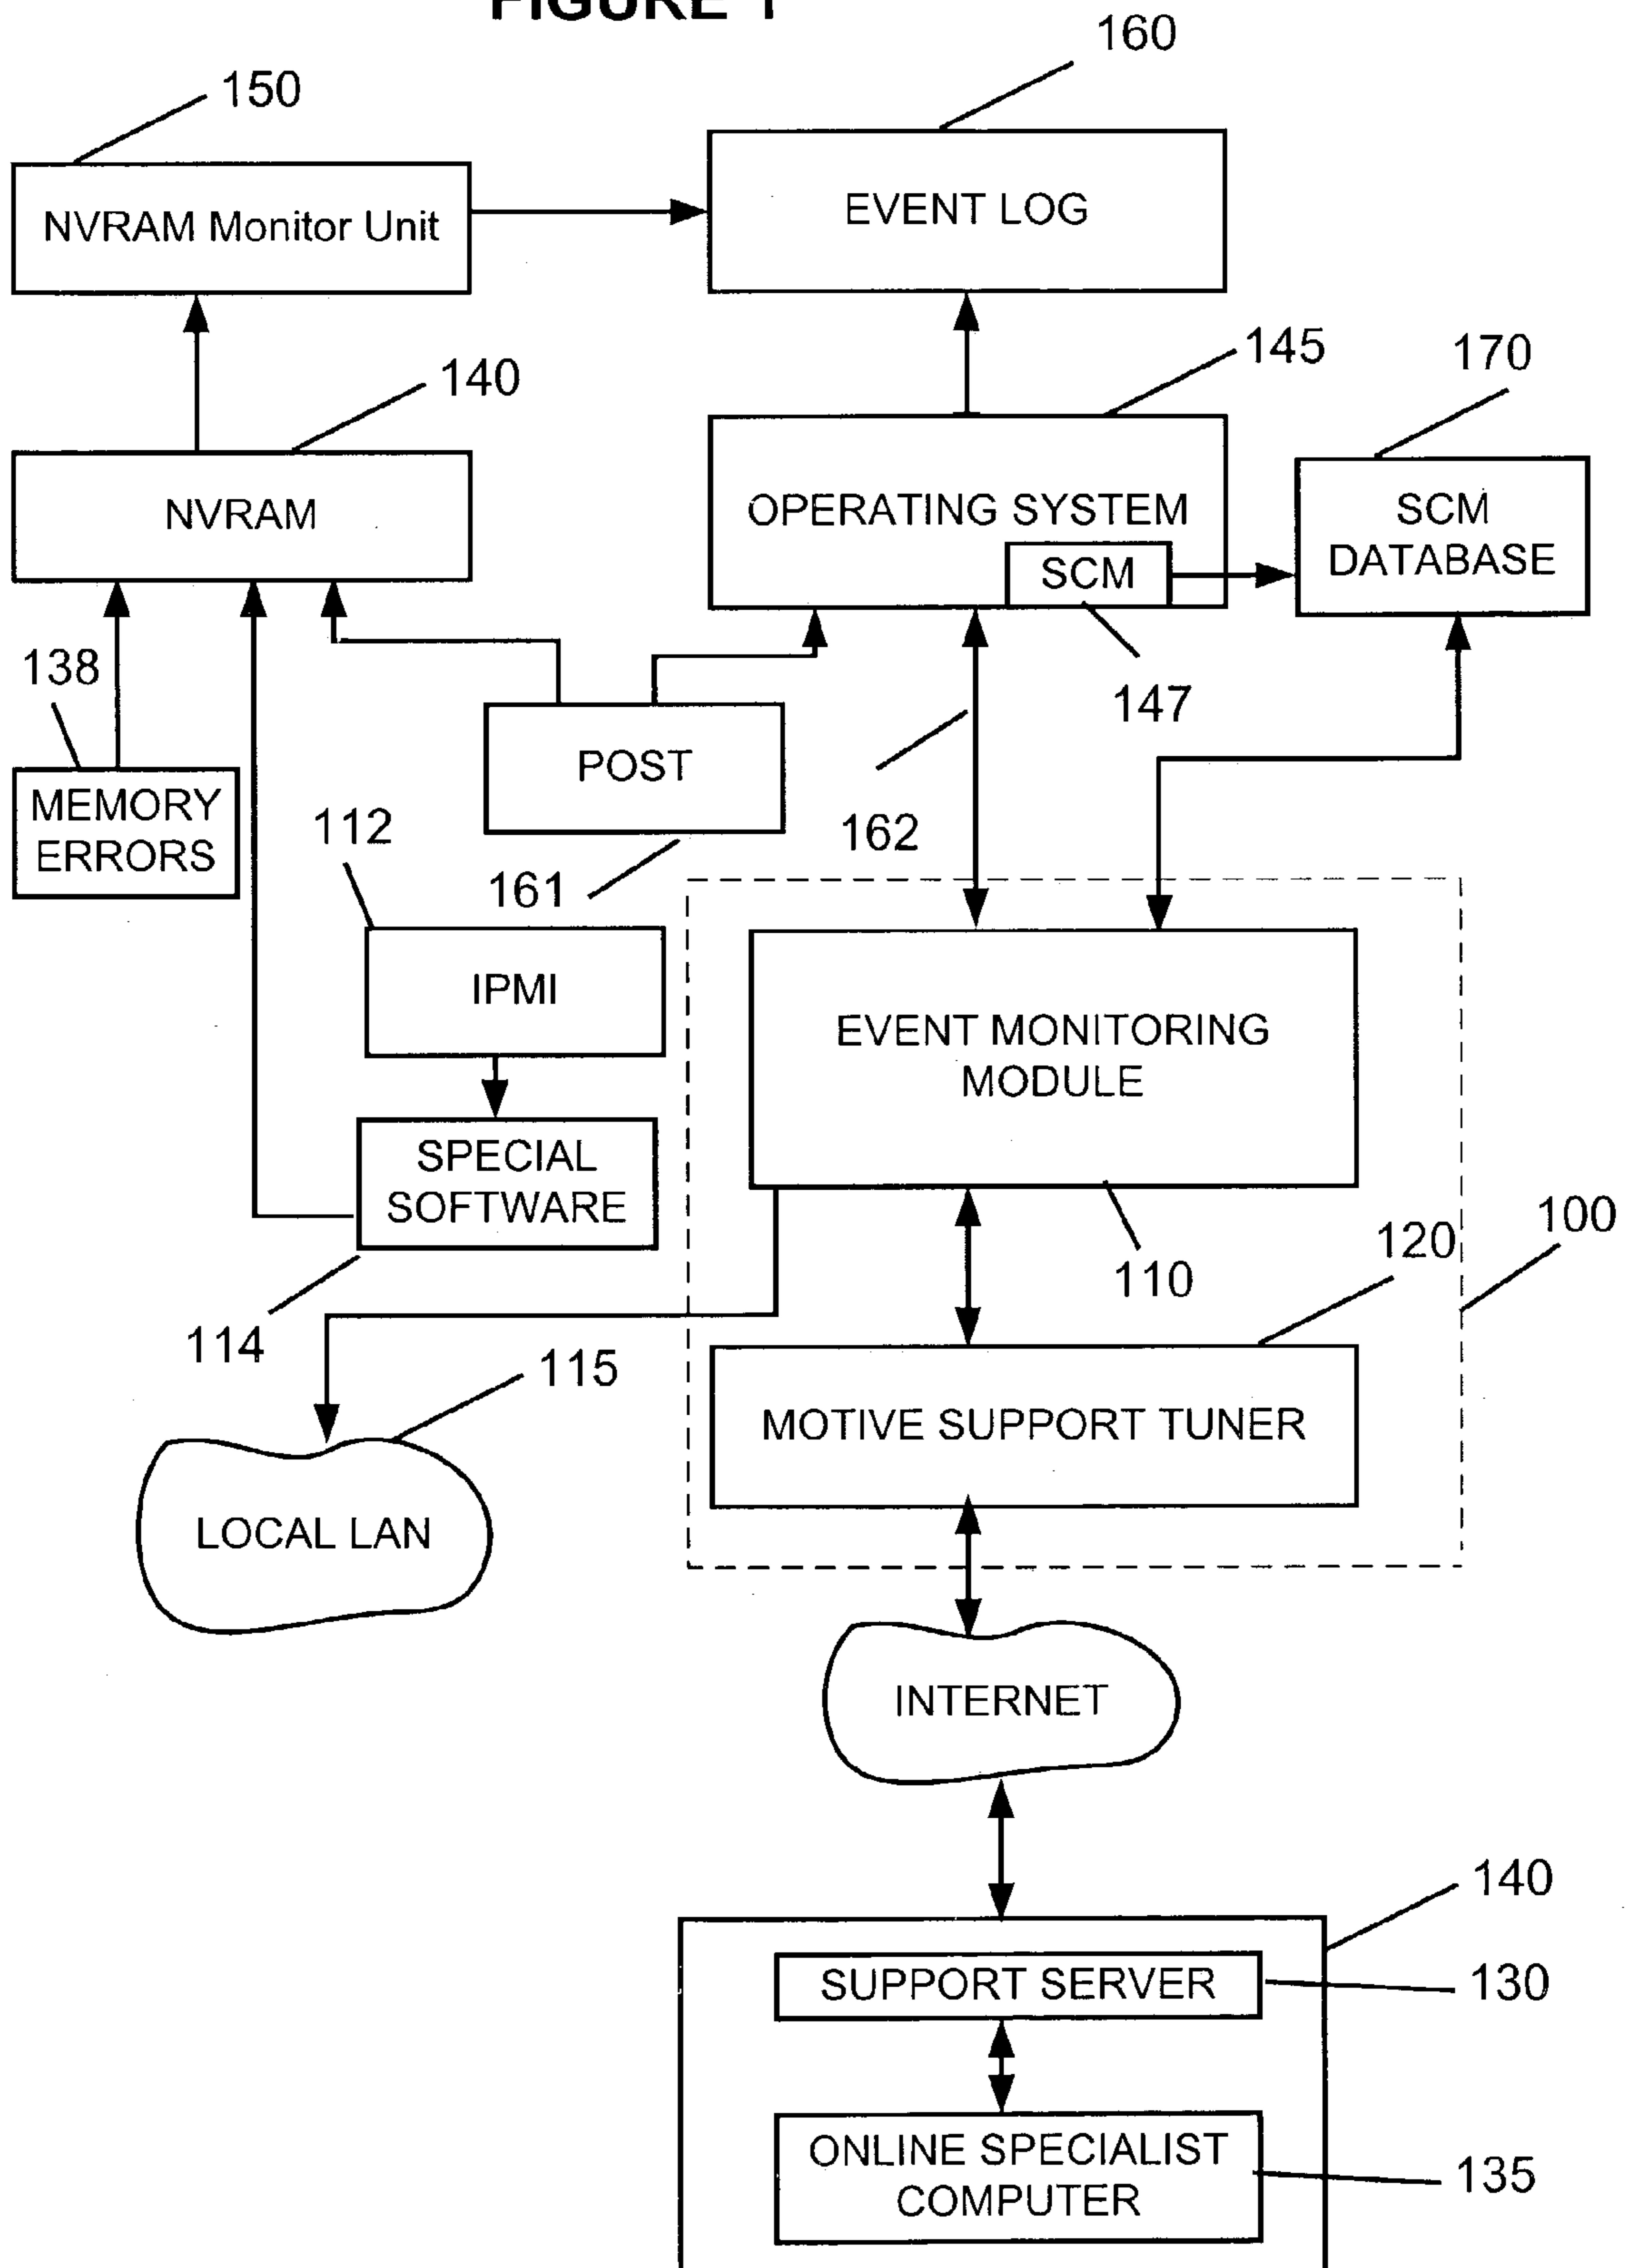 FIGURE 1
160
150
EVENT LOG
NVRAM Monitor Unit
145
170
140
NVRAM
OPERATING SYSTEM
SCM
SCM
DATABASE
138
147
POST
MEMORY
ERRORS
112
162
161
IPMI
EVENT MONITORING
MODULE
SPECIAL
SOFTWARE
100
120
110
114
115
MOTIVE SUPPORT TUNER
LOCAL LAN
INTERNET
140
SUPPORT SERVER
130
ONLINE SPECIALIST
COMPUTER
135